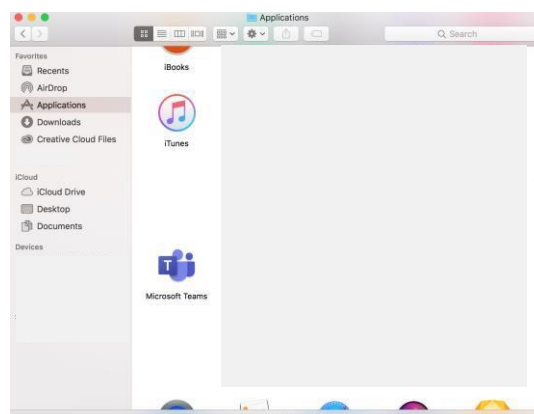 Applications
Search
Favorites
Recents
AirDrop
Applications
Downloads
Creative Cloud Files
iCloud
iCloud Drive
Desktop
Documents
Devices
iBooks
iTunes
T
Microsoft Teams